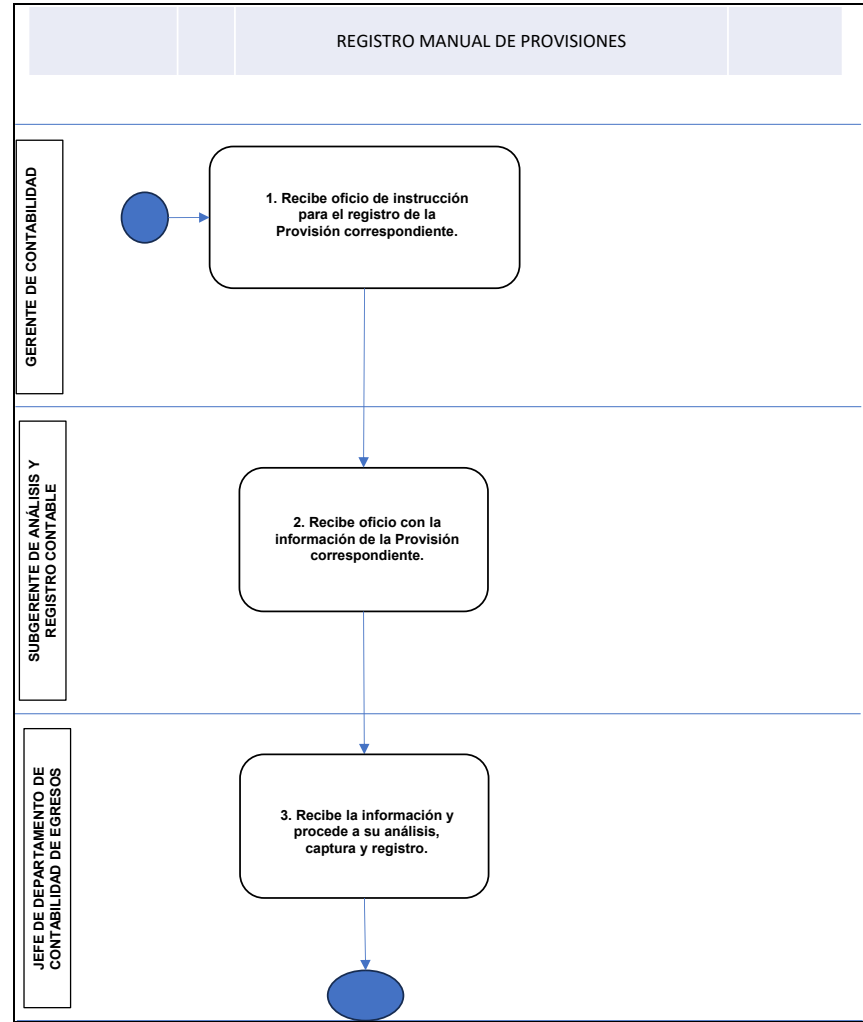 REGISTRO MANUAL DE PROVISIONES
GERENTE DE CONTABILIDAD
1. Recibe oficio de instrucción
para el registro de la
Provisión correspondiente.
SUBGERENTE DE ANÁLISIS Y
REGISTRO CONTABLE
2. Recibe oficio con la
información de la Provisión
correspondiente.
JEFE DE DEPARTAMENTO DE
CONTABILIDAD DE EGRESOS
3. Recibe la información y
procede a su análisis,
captura y registro.